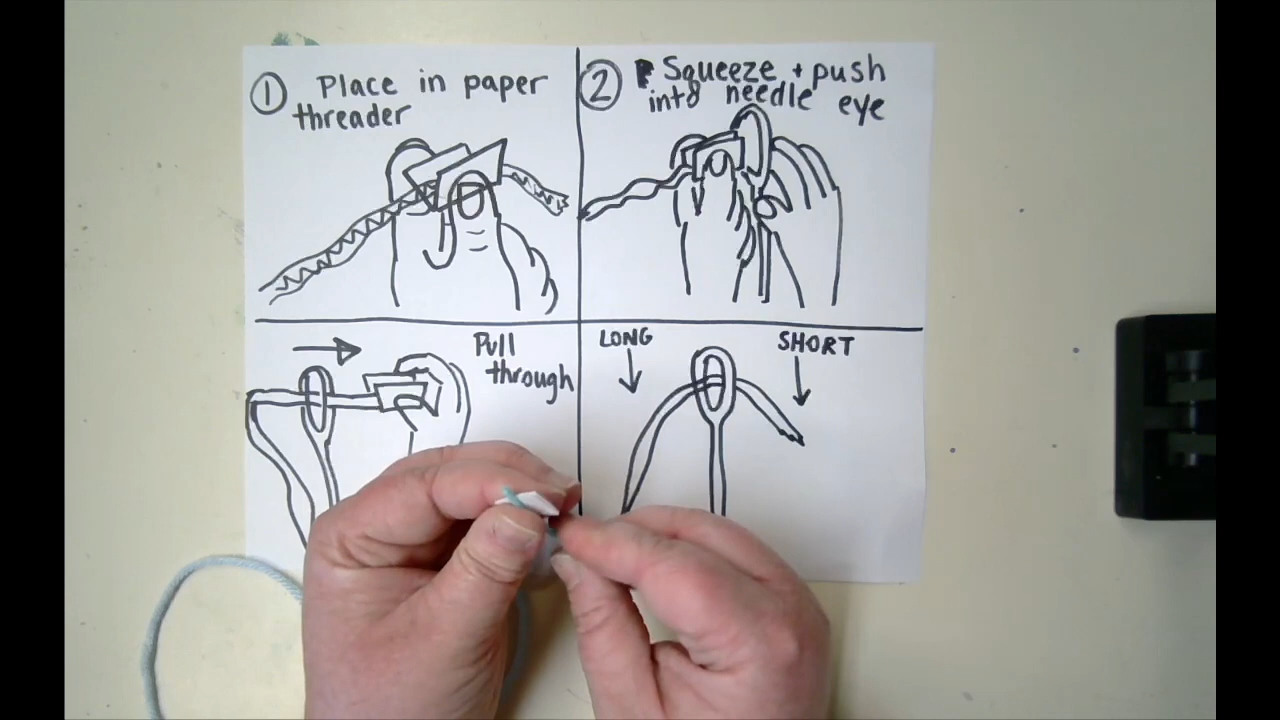 ① Place in paper
threader
② Squeeze + push
into needle eye
Pull
through
LONG
SHORT